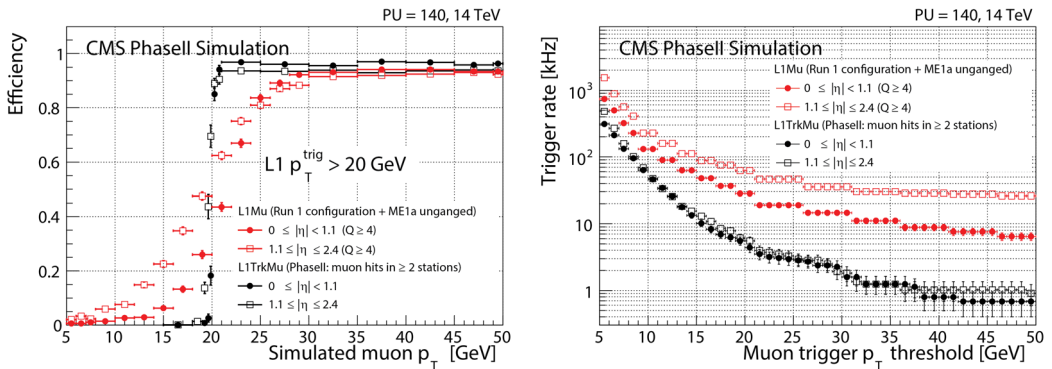 PU = 140, 14 TeV
CMS PhaseII Simulation
Efficiency
1
0.8
0.6
0.4
0.2
0
L1 p_T^trig > 20 GeV
L1Mu (Run 1 configuration + ME1a unganged)
0 ≤ |η| < 1.1 (Q ≥ 4)
1.1 ≤ |η| ≤ 2.4 (Q ≥ 4)
L1TrkMu (PhaseII: muon hits in ≥ 2 stations)
0 ≤ |η| < 1.1
1.1 ≤ |η| ≤ 2.4
5 10 15 20 25 30 35 40 45 50
Simulated muon p_T [GeV]
PU = 140, 14 TeV
CMS PhaseII Simulation
Trigger rate [kHz]
10³
10²
10
1
L1Mu (Run 1 configuration + ME1a unganged)
0 ≤ |η| < 1.1 (Q ≥ 4)
1.1 ≤ |η| ≤ 2.4 (Q ≥ 4)
L1TrkMu (PhaseII: muon hits in ≥ 2 stations)
0 ≤ |η| < 1.1
1.1 ≤ |η| ≤ 2.4
5 10 15 20 25 30 35 40 45 50
Muon trigger p_T threshold [GeV]